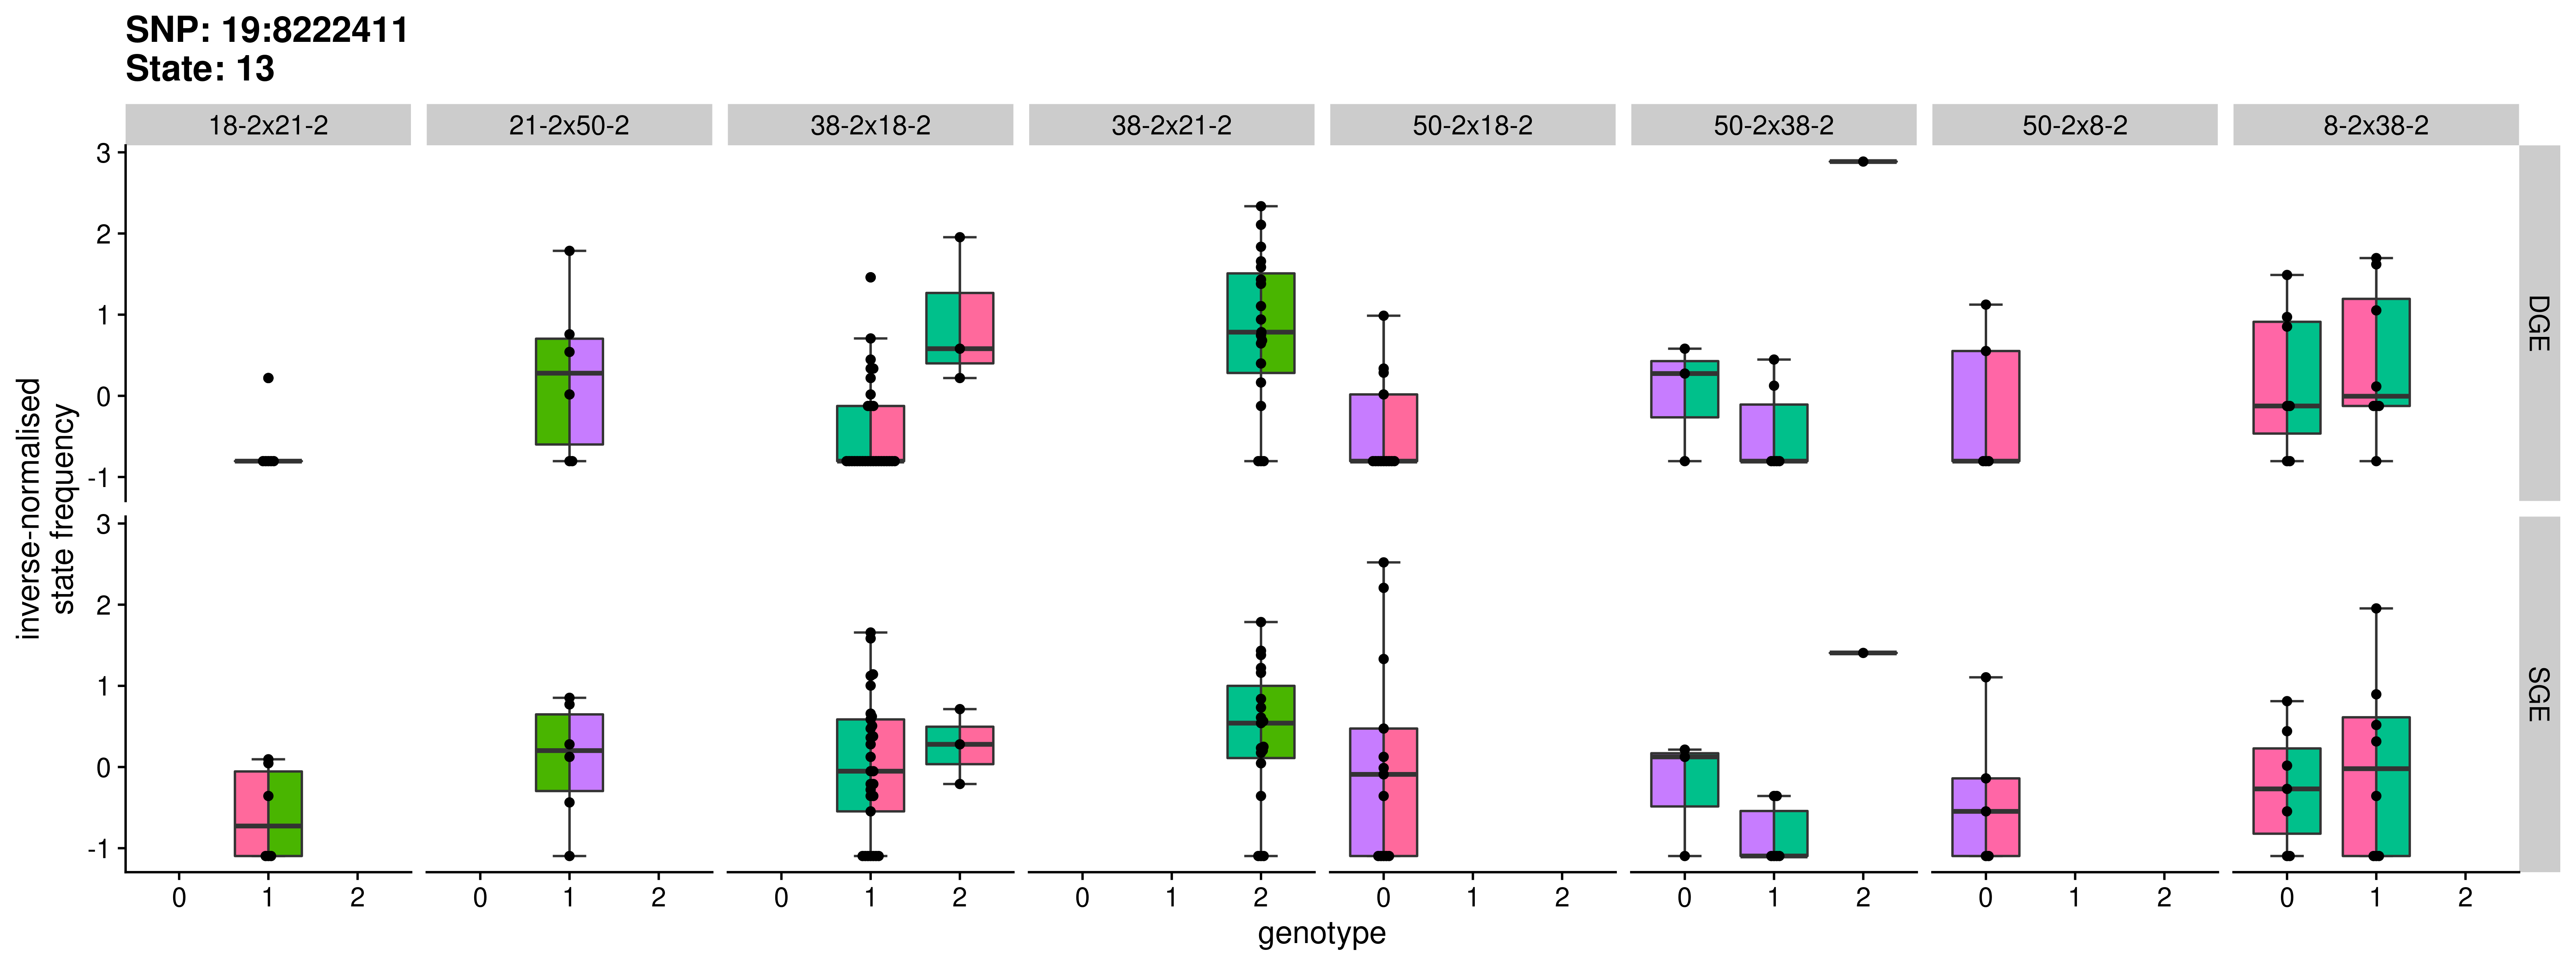 SNP: 19:8222411
State: 13
18-2x21-2 21-2x50-2 38-2x18-2 38-2x21-2 50-2x18-2 50-2x38-2 50-2x8-2 8-2x38-2
3
2
1
0
-1
DGE
3
2
1
0
-1
SGE
inverse-normalised
state frequency
0 1 2 0 1 2 0 1 2 0 1 2 0 1 2 0 1 2 0 1 2 0 1 2
genotype